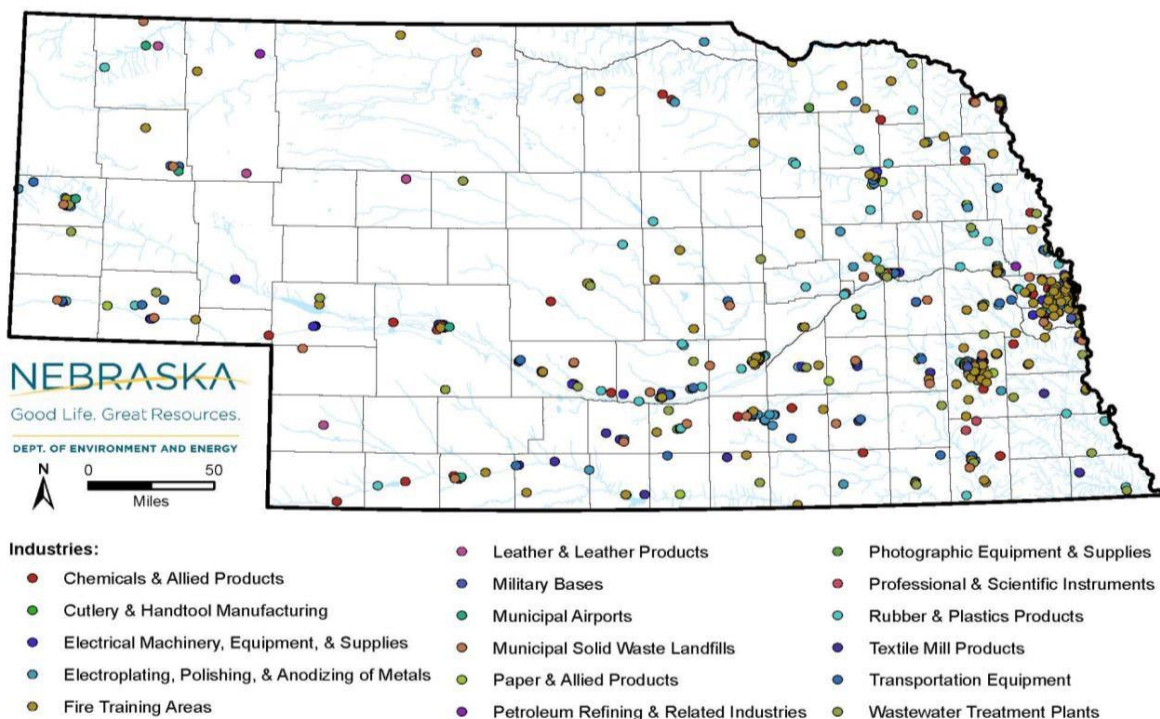 NEBRASKA
Good Life. Great Resources.
DEPT. OF ENVIRONMENT AND ENERGY
N
0 50
Miles
Industries:
Chemicals & Allied Products
Cutlery & Handtool Manufacturing
Electrical Machinery, Equipment, & Supplies
Electroplating, Polishing, & Anodizing of Metals
Fire Training Areas
Leather & Leather Products
Military Bases
Municipal Airports
Municipal Solid Waste Landfills
Paper & Allied Products
Petroleum Refining & Related Industries
Photographic Equipment & Supplies
Professional & Scientific Instruments
Rubber & Plastics Products
Textile Mill Products
Transportation Equipment
Wastewater Treatment Plants